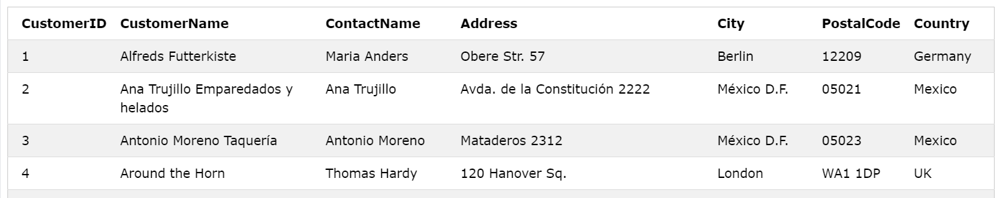 CustomerID CustomerName ContactName Address City PostalCode Country
1 Alfreds Futterkiste Maria Anders Obere Str. 57 Berlin 12209 Germany
2 Ana Trujillo Emparedados y Ana Trujillo Avda. de la Constitución 2222 México D.F. 05021 Mexico
helados
3 Antonio Moreno Taquería Antonio Moreno Mataderos 2312 México D.F. 05023 Mexico
4 Around the Horn Thomas Hardy 120 Hanover Sq. London WA1 1DP UK